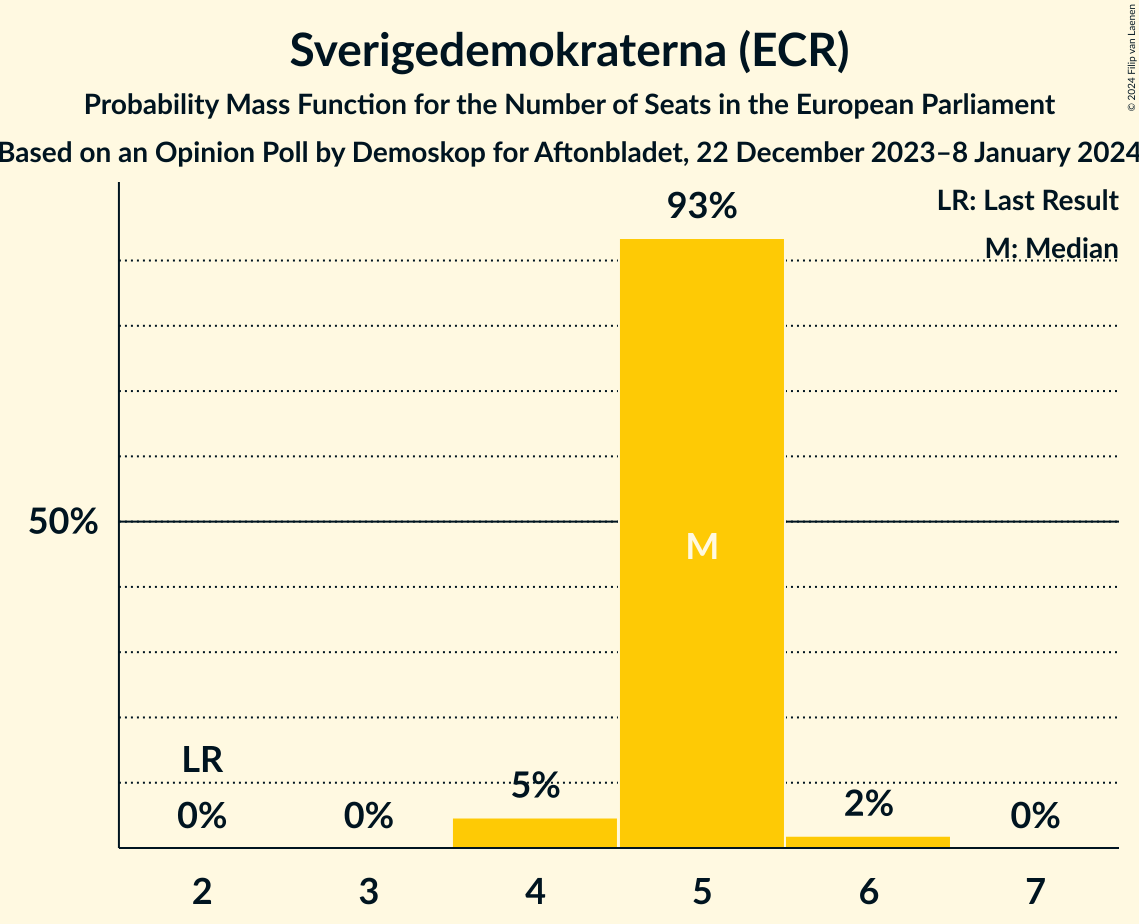 Sverigedemokraterna (ECR)
Probability Mass Function for the Number of Seats in the European Parliament
Based on an Opinion Poll by Demoskop for Aftonbladet, 22 December 2023–8 January 2024
© 2024 Filip van Laenen
LR: Last Result
M: Median
93%
50%
M
LR
0%
0%
5%
2%
0%
2
3
4
5
6
7